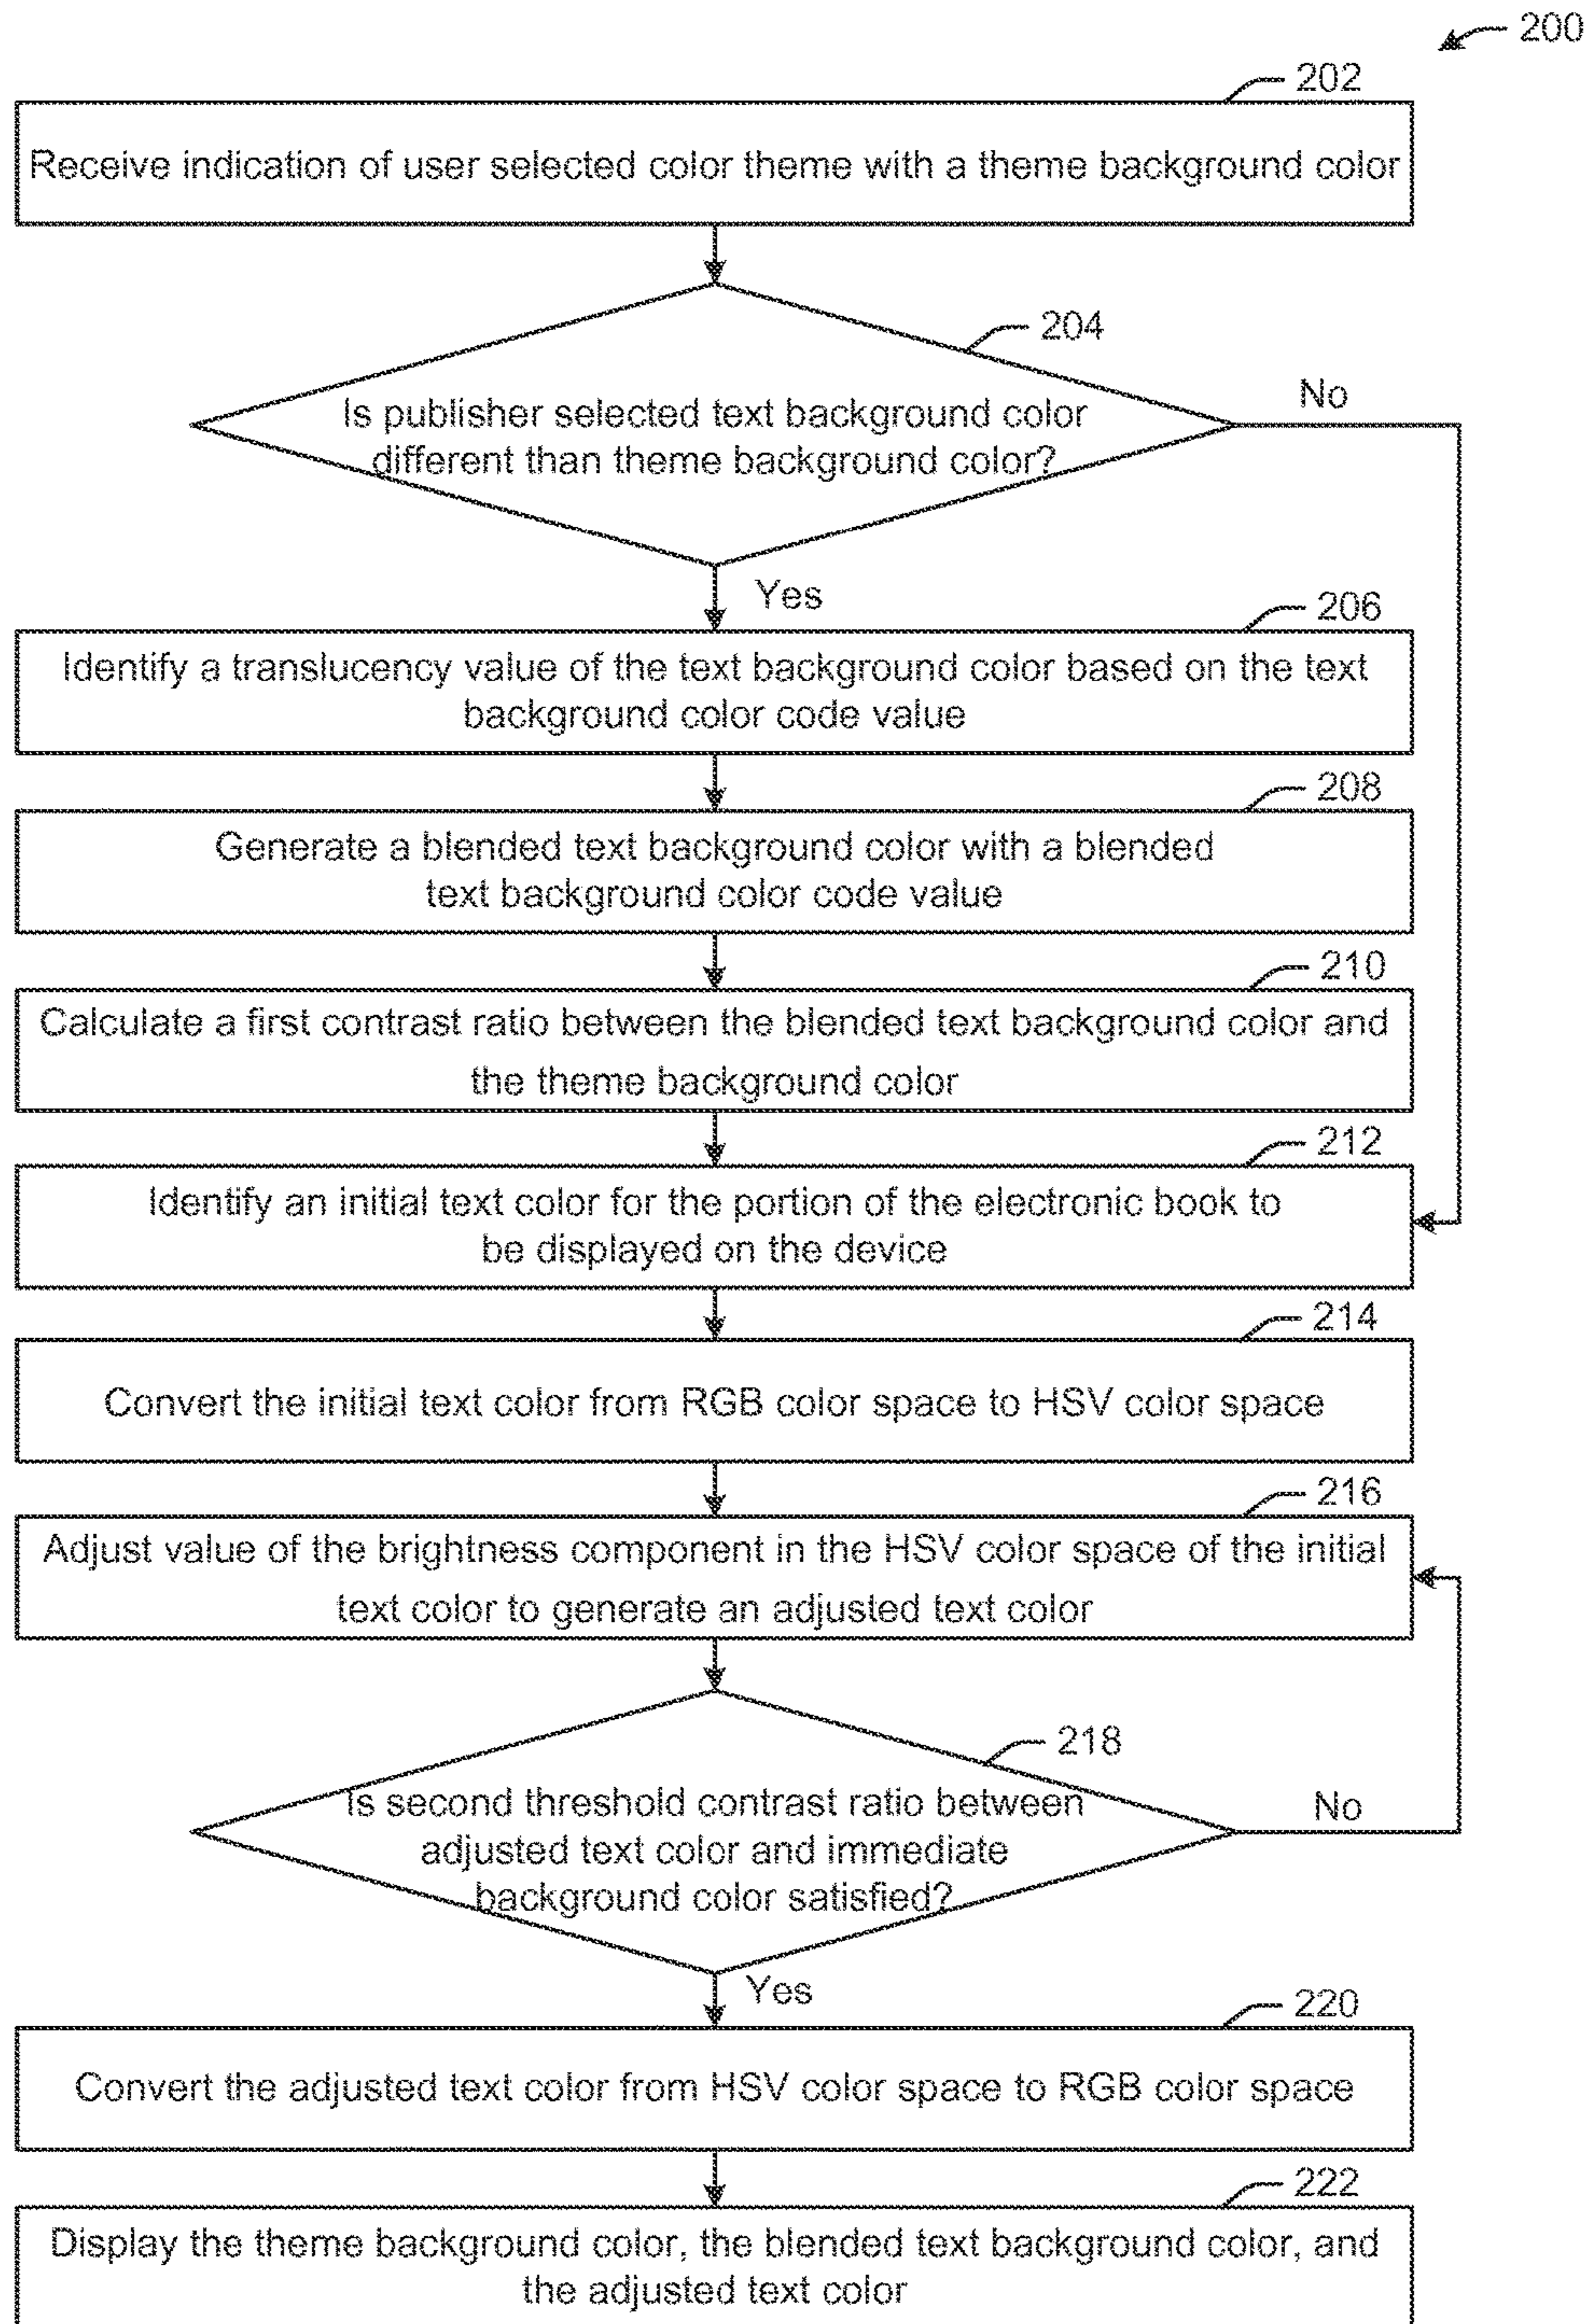 200
202
Receive indication of user selected color theme with a theme background color
204
Is publisher selected text background color
different than theme background color?
No
Yes
206
Identify a translucency value of the text background color based on the text
background color code value
208
Generate a blended text background color with a blended
text background color code value
210
Calculate a first contrast ratio between the blended text background color and
the theme background color
212
Identify an initial text color for the portion of the electronic book to
be displayed on the device
214
Convert the initial text color from RGB color space to HSV color space
216
Adjust value of the brightness component in the HSV color space of the initial
text color to generate an adjusted text color
218
Is second threshold contrast ratio between
adjusted text color and immediate
background color satisfied?
No
Yes
220
Convert the adjusted text color from HSV color space to RGB color space
222
Display the theme background color, the blended text background color, and
the adjusted text color